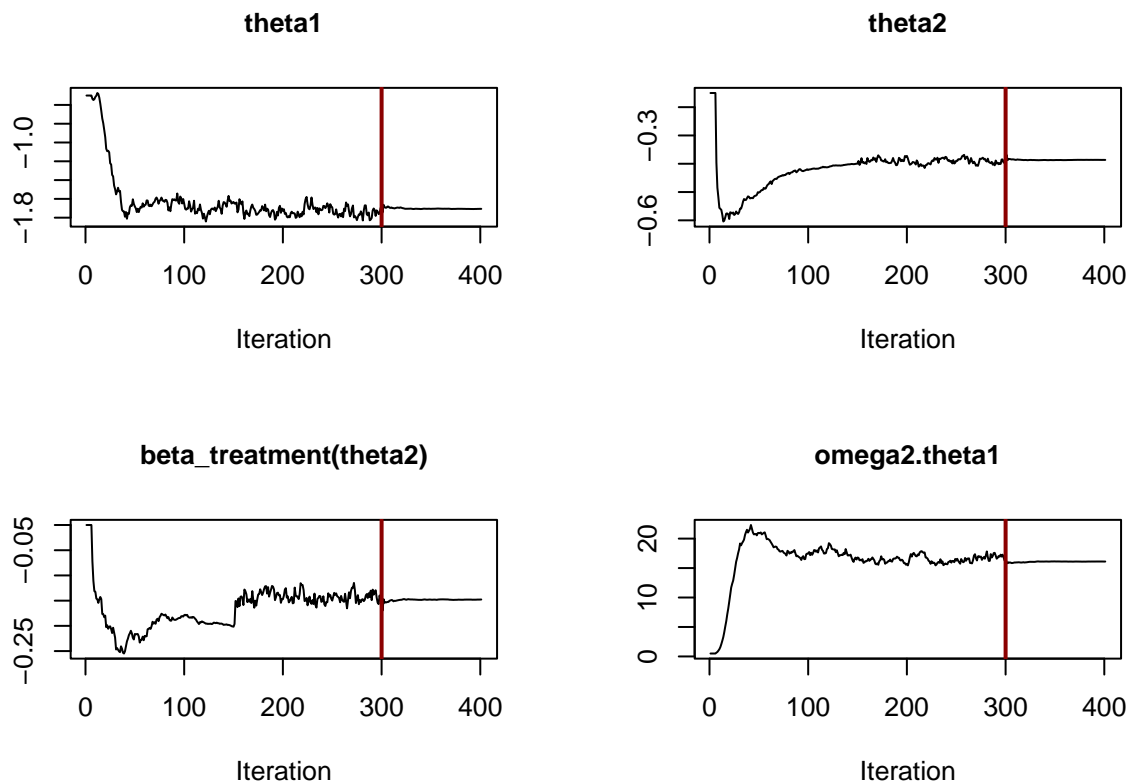 theta1
−1.0
−1.8
0 100 200 300 400
Iteration
theta2
−0.3
−0.6
0 100 200 300 400
Iteration
beta_treatment(theta2)
−0.05
−0.25
0 100 200 300 400
Iteration
omega2.theta1
20
10
0
0 100 200 300 400
Iteration